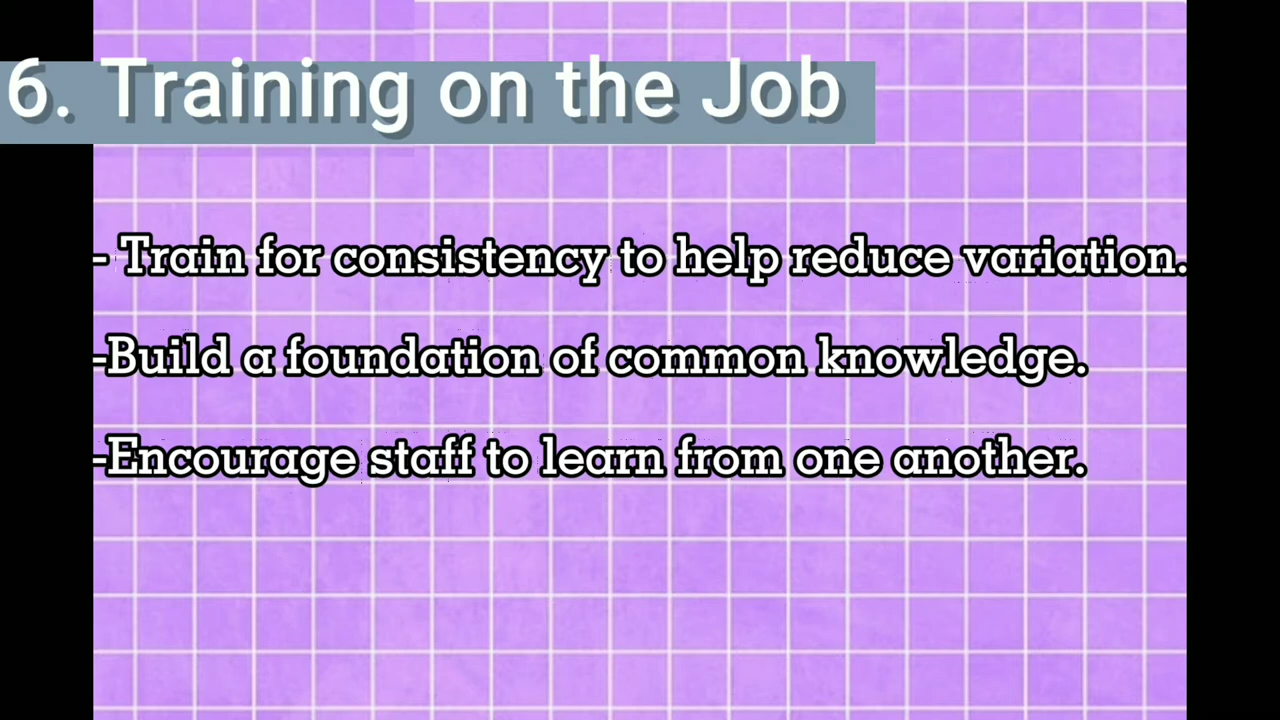 6. Training on the Job
- Train for consistency to help reduce variation.
-Build a foundation of common knowledge.
-Encourage staff to learn from one another.